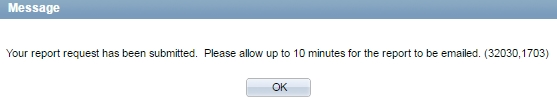 Message
Your report request has been submitted.  Please allow up to 10 minutes for the report to be emailed. (32030,1703)
OK